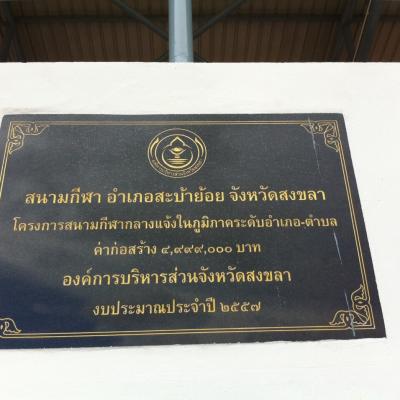 สนามกีฬา อำเภอสะบ้าย้อย จังหวัดสงขลา
โครงการสนามกีฬากลางแจ้งในภูมิภาคระดับอำเภอ-ตำบล
ค่าก่อสร้าง ๔,๙๙๙,๐๐๐ บาท
องค์การบริหารส่วนจังหวัดสงขลา
งบประมาณประจำปี ๒๕๕๗